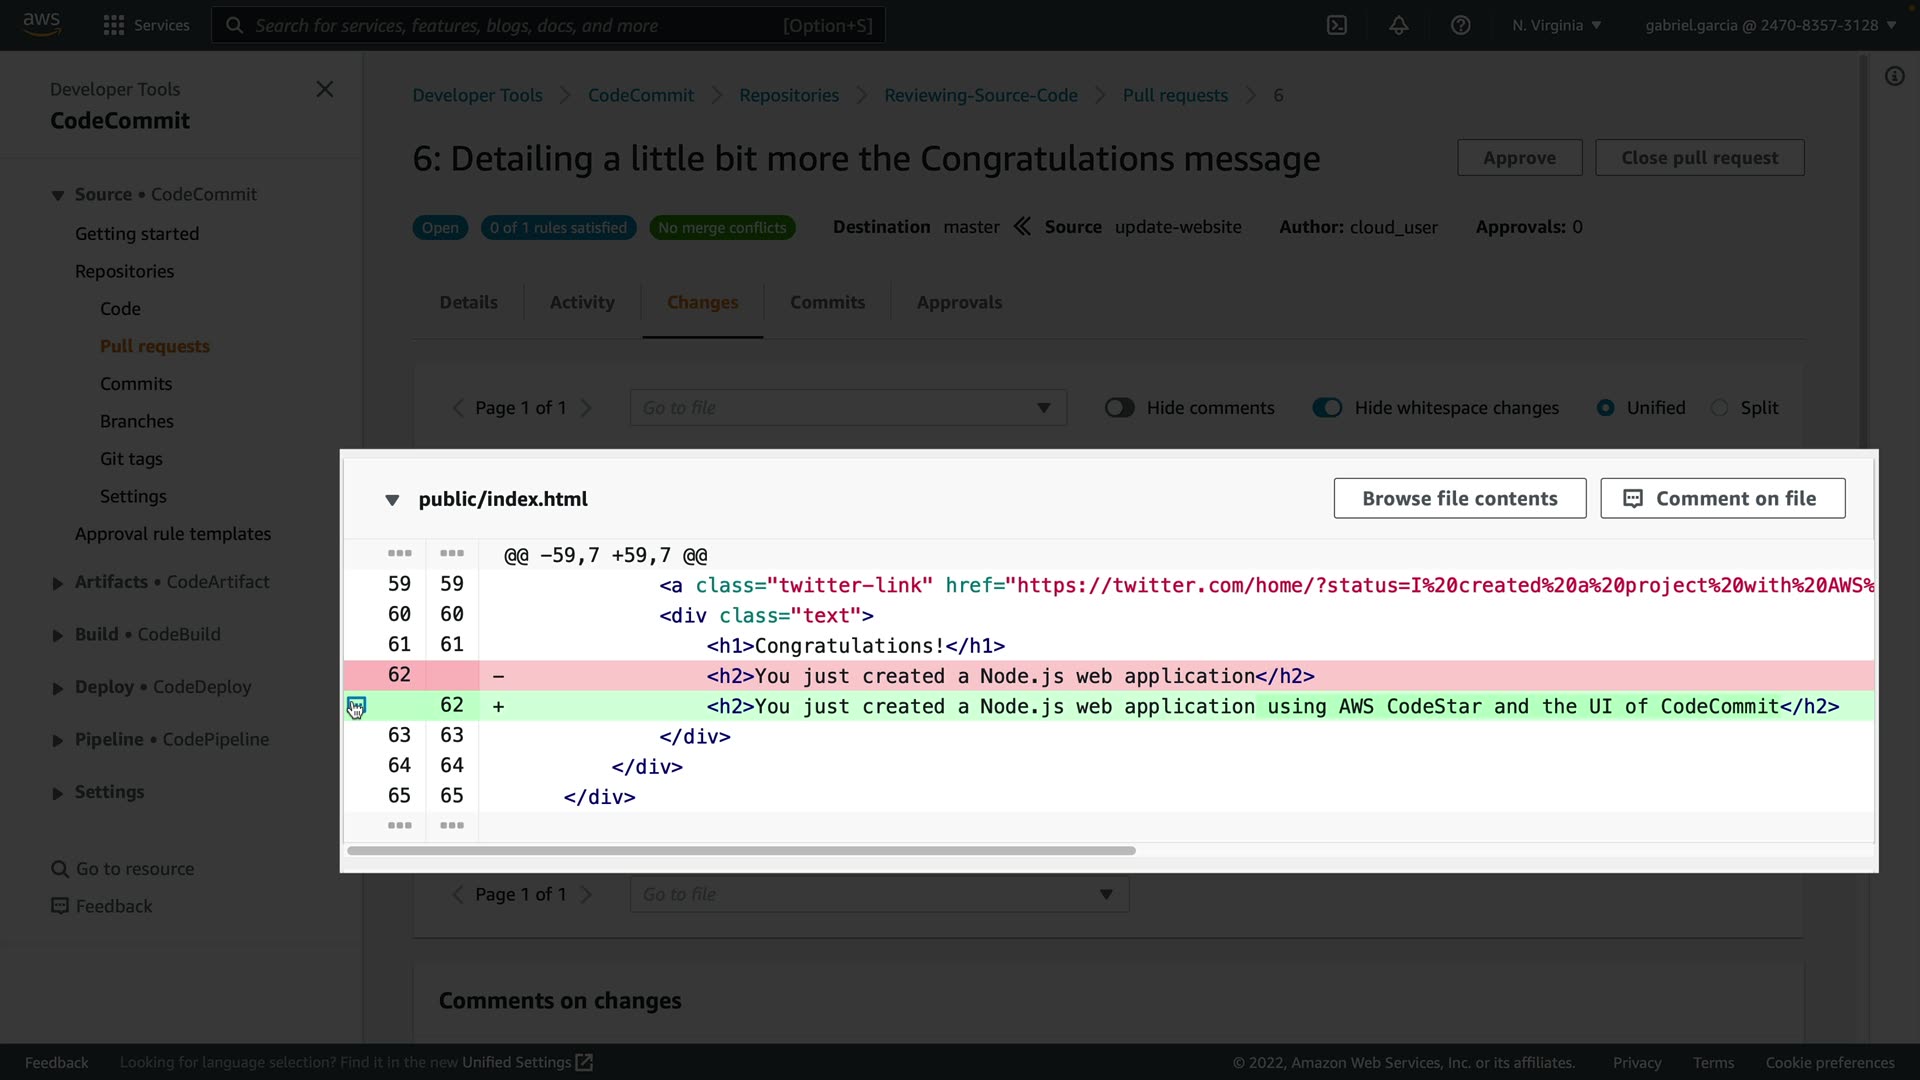 aws
Services
Search for services, features, blogs, docs, and more [Option+S]
N. Virginia
gabriel.garcia @ 2470-8357-3128
Developer Tools
CodeCommit
Source • CodeCommit
Getting started
Repositories
Code
Pull requests
Commits
Branches
Git tags
Settings
Approval rule templates
Artifacts • CodeArtifact
Build • CodeBuild
Deploy • CodeDeploy
Pipeline • CodePipeline
Settings
Go to resource
Feedback
Developer Tools CodeCommit Repositories Reviewing-Source-Code Pull requests 6
6: Detailing a little bit more the Congratulations message
Approve
Close pull request
Open 0 of 1 rules satisfied No merge conflicts Destination master Source update-website Author: cloud_user Approvals: 0
Details Activity Changes Commits Approvals
Page 1 of 1 Go to file Hide comments Hide whitespace changes Unified Split
public/index.html Browse file contents Comment on file
@@ -59,7 +59,7 @@
59 59 <a class="twitter-link" href="https://twitter.com/home/?status=I%20created%20a%20project%20with%20AWS%
60 60 <div class="text">
61 61 <h1>Congratulations!</h1>
62 - <h2>You just created a Node.js web application</h2>
62 + <h2>You just created a Node.js web application using AWS CodeStar and the UI of CodeCommit</h2>
63 63 </div>
64 64 </div>
65 65 </div>
Page 1 of 1 Go to file
Comments on changes
Feedback Looking for language selection? Find it in the new Unified Settings © 2022, Amazon Web Services, Inc. or its affiliates. Privacy Terms Cookie preferences